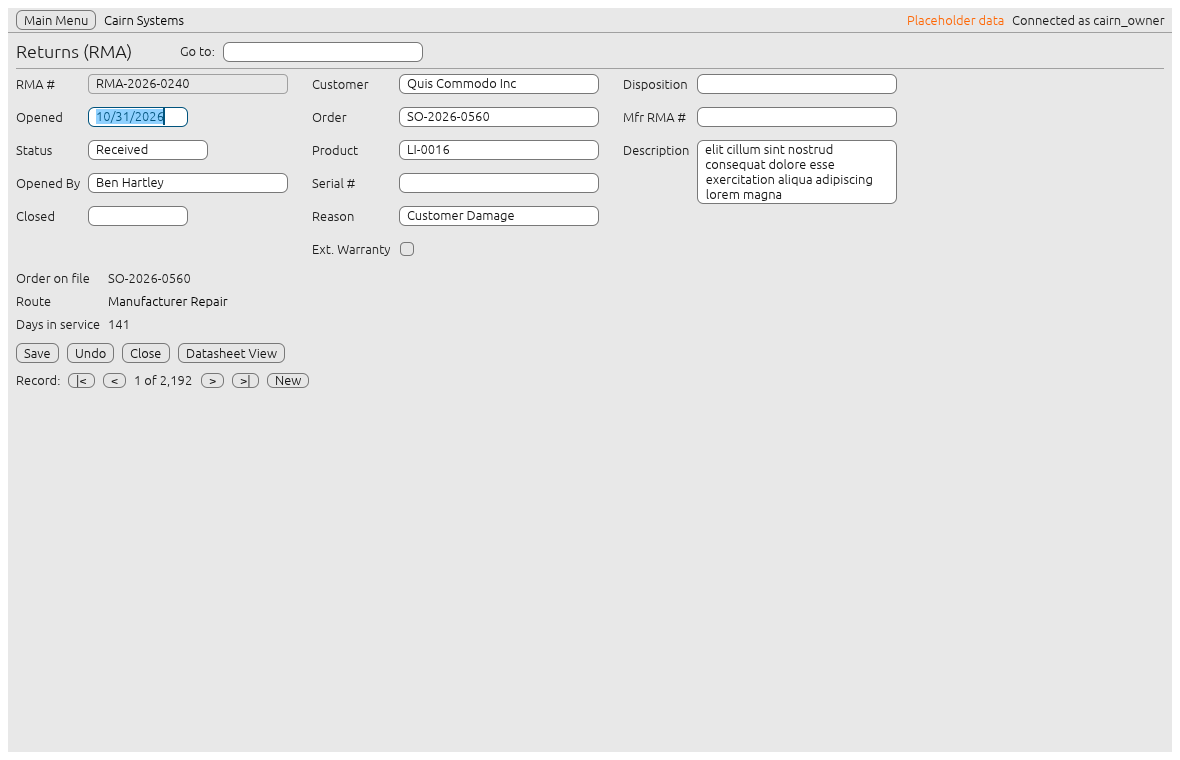 Main Menu Cairn Systems Placeholder data Connected as cairn_owner
Returns (RMA) Go to:
RMA # RMA-2026-0240 Customer Quis Commodo Inc Disposition
Opened 10/31/2026 Order SO-2026-0560 Mfr RMA #
Status Received Product LI-0016 Description elit cillum sint nostrud
consequat dolore esse
exercitation aliqua adipiscing
lorem magna
Opened By Ben Hartley Serial #
Closed Reason Customer Damage
Ext. Warranty
Order on file SO-2026-0560
Route Manufacturer Repair
Days in service 141
Save Undo Close Datasheet View
Record: |< < 1 of 2,192 > >| New